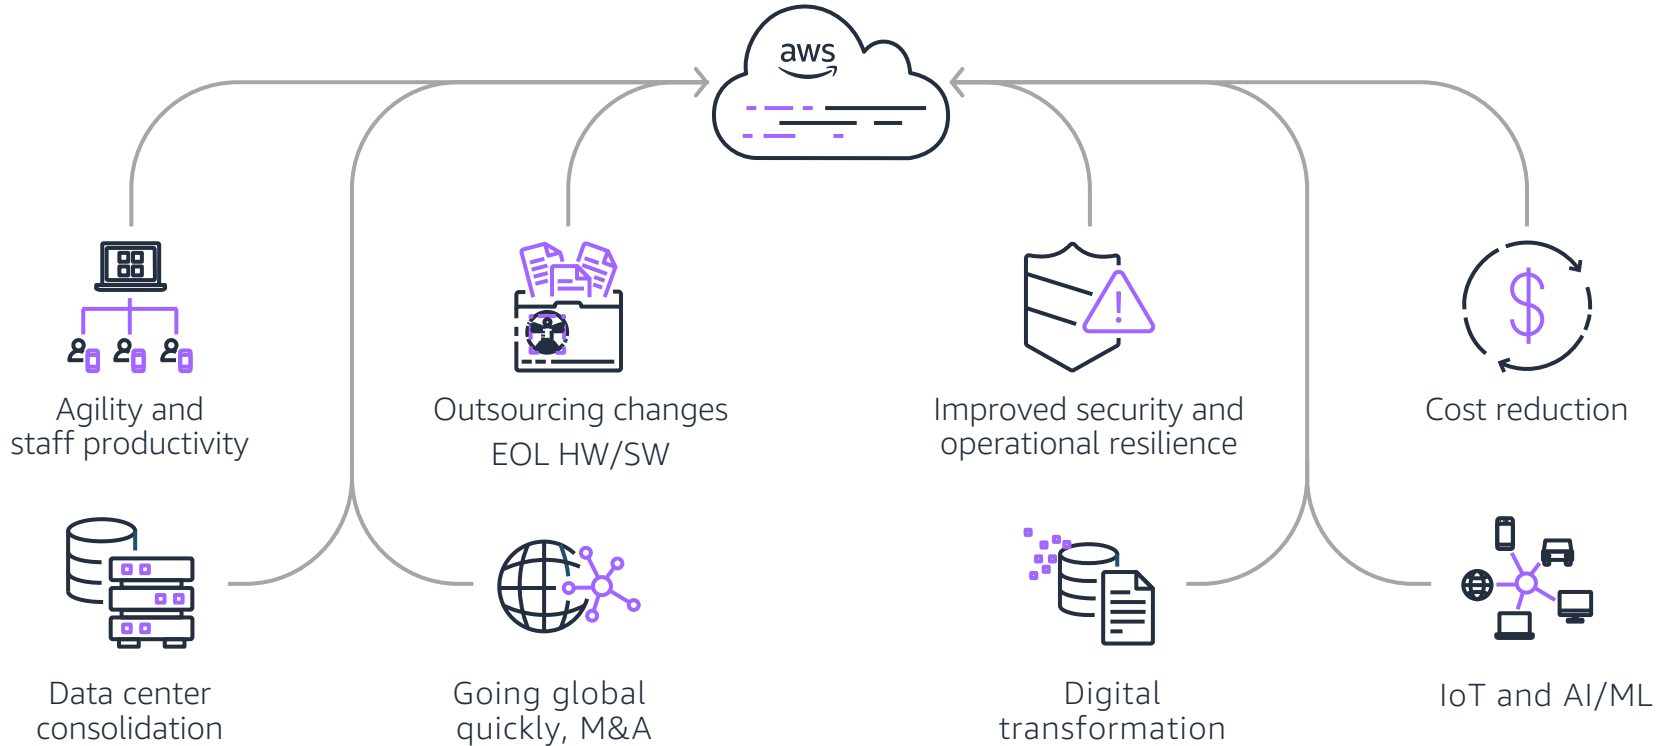 aws
Agility and
staff productivity
Outsourcing changes
EOL HW/SW
Improved security and
operational resilience
Cost reduction
Data center
consolidation
Going global
quickly, M&A
Digital
transformation
IoT and AI/ML